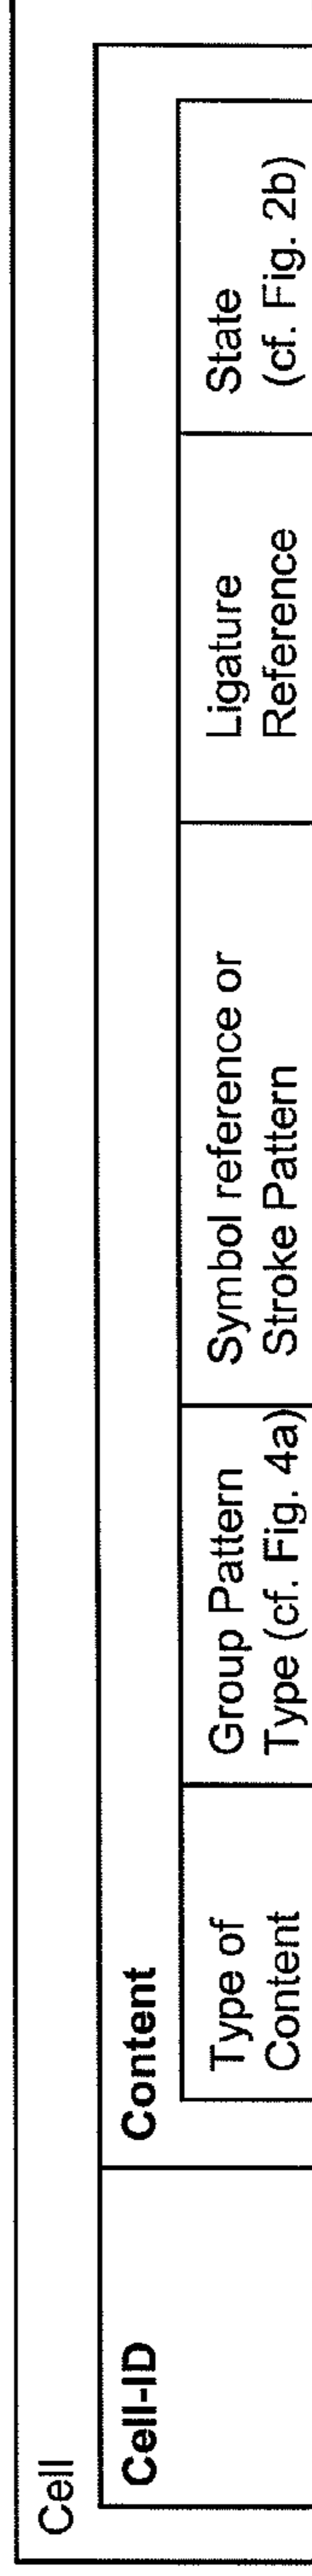 Cell
Cell-ID
Content
Type of
Content
Group Pattern
Type (cf. Fig. 4a)
Symbol reference or
Stroke Pattern
Ligature
Reference
State
(cf. Fig. 2b)